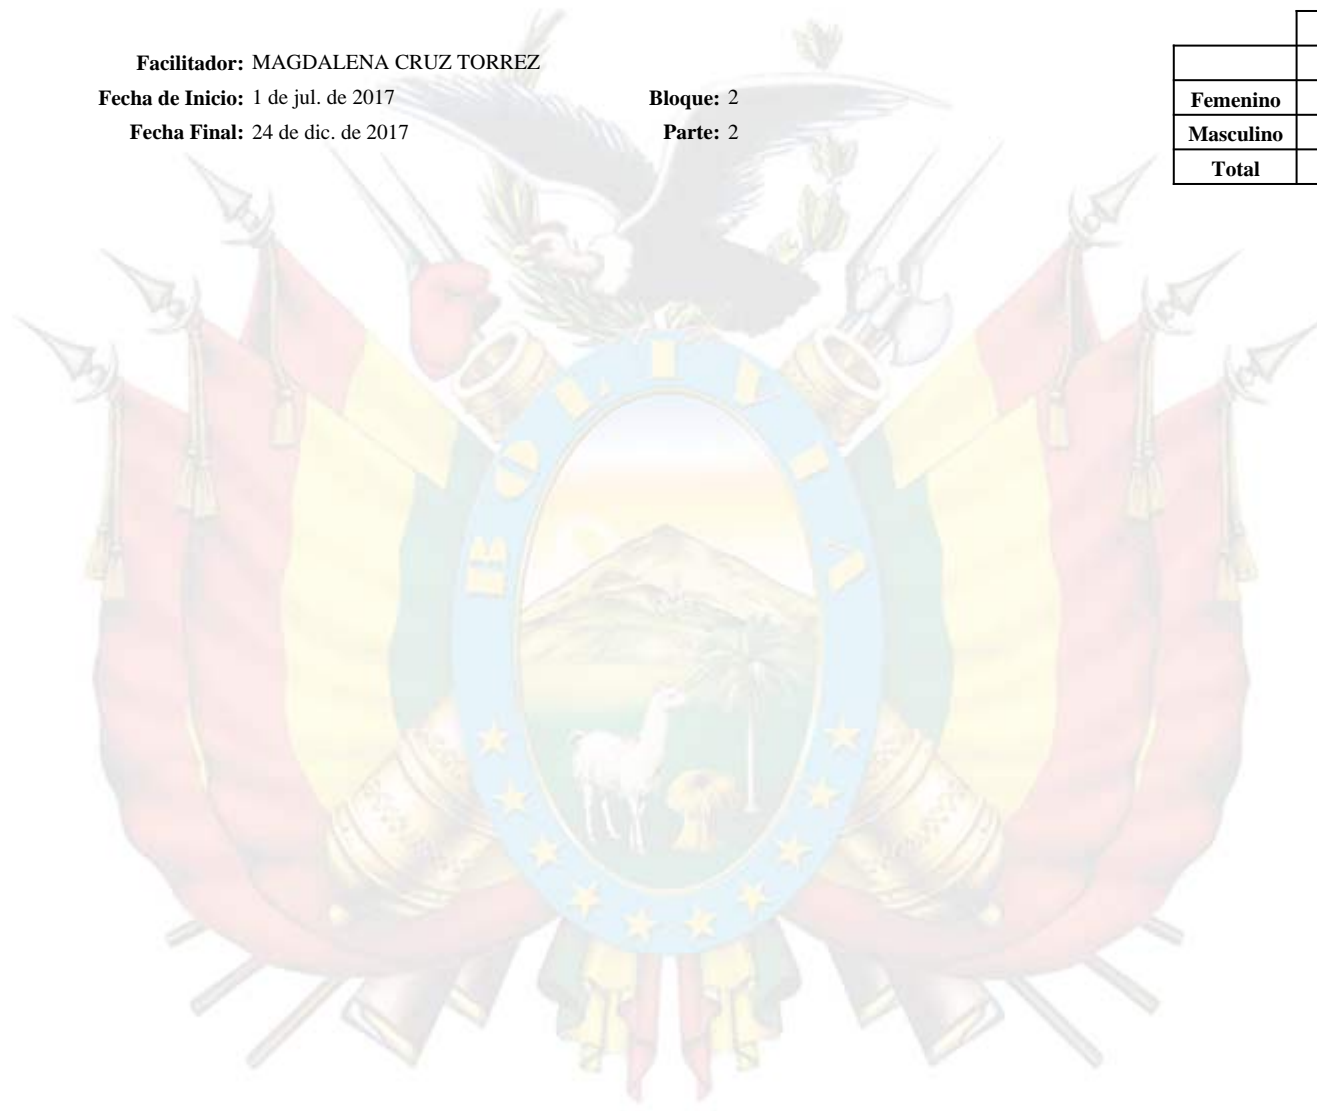 Facilitador: MAGDALENA CRUZ TORREZ
Fecha de Inicio: 1 de jul. de 2017 Bloque: 2
Fecha Final: 24 de dic. de 2017 Parte: 2
Femenino
Masculino
Total
BOLIVIA